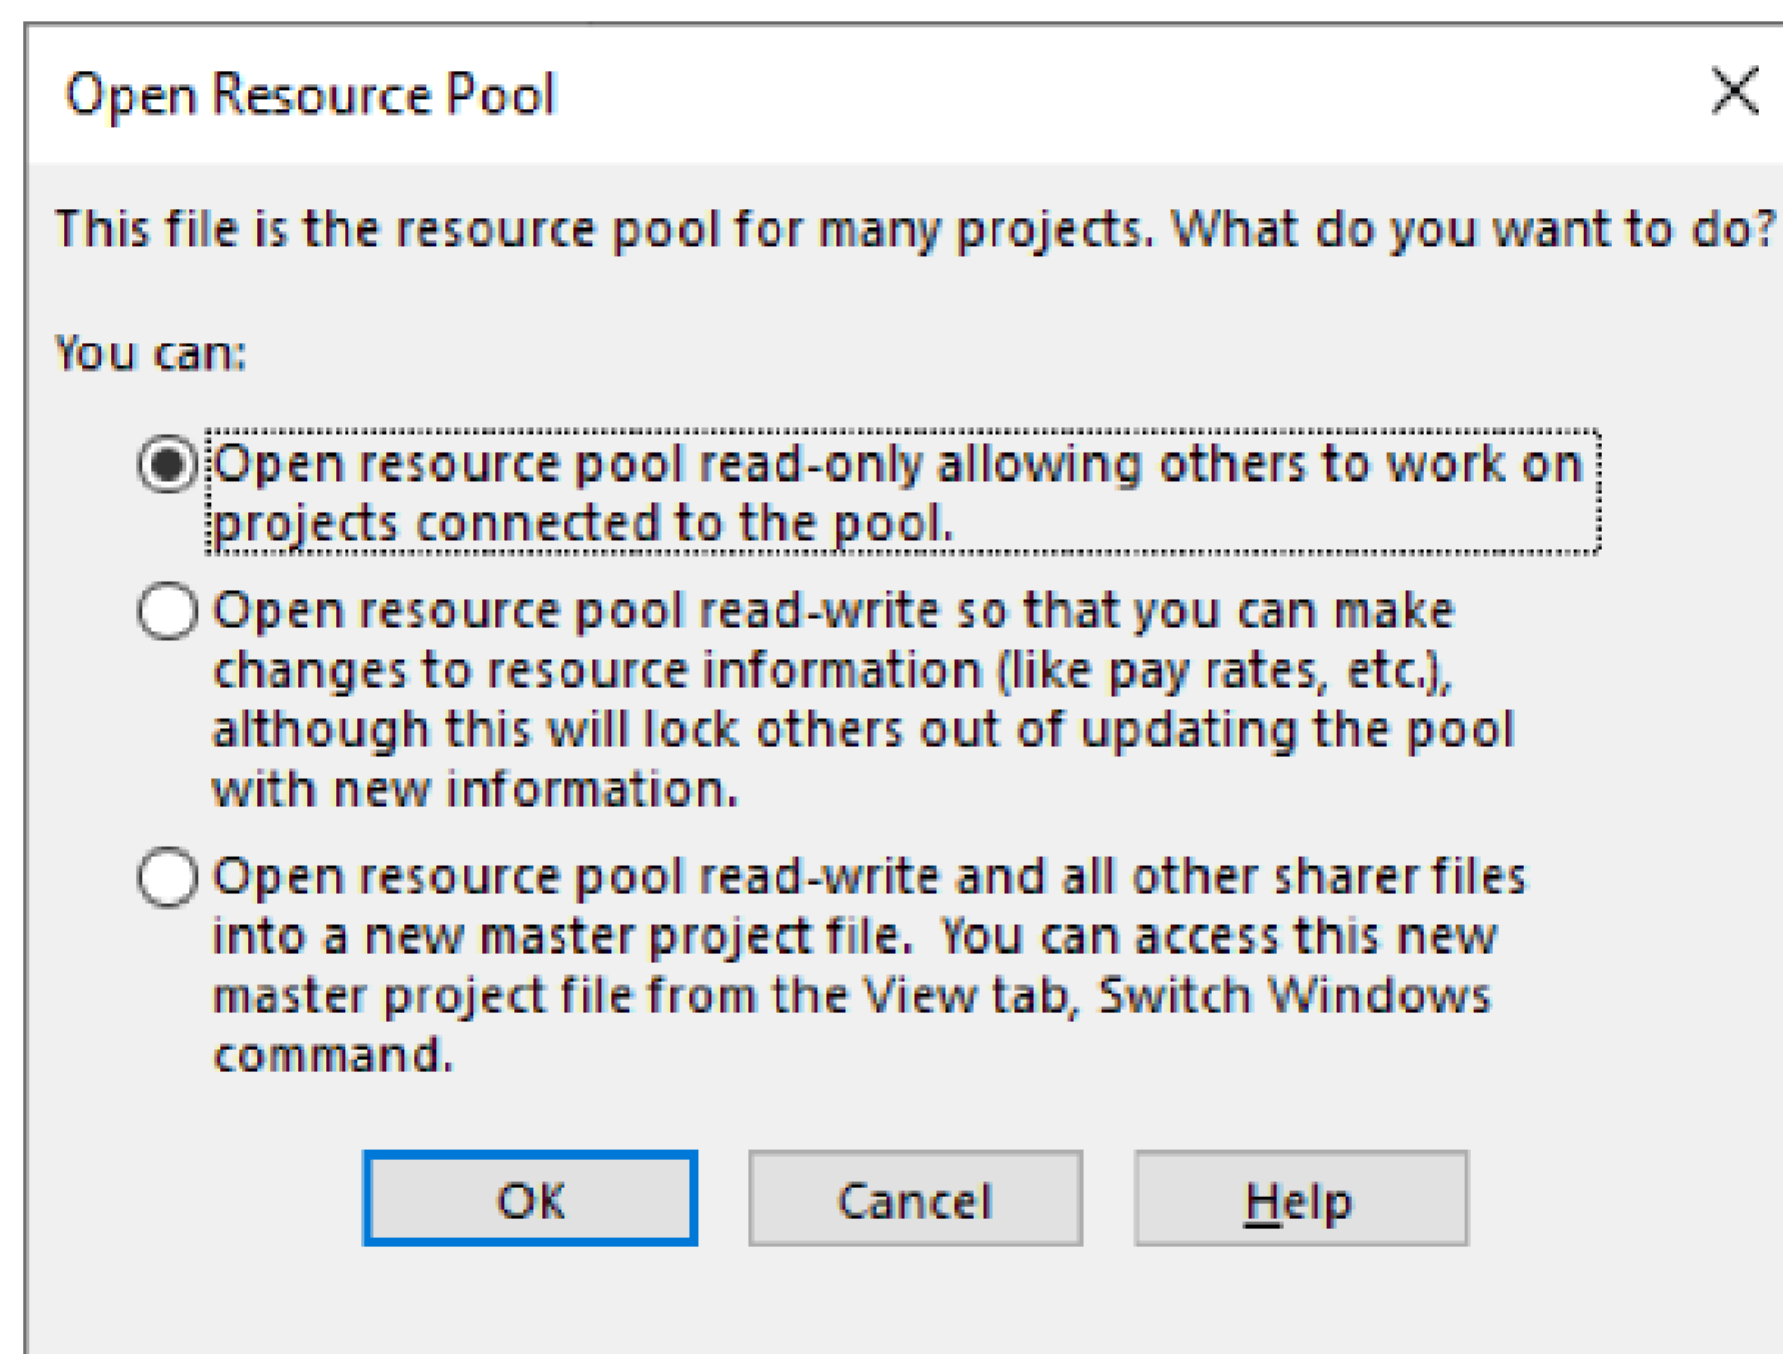 Open Resource Pool
This file is the resource pool for many projects. What do you want to do?
You can:
Open resource pool read-only allowing others to work on
projects connected to the pool.
Open resource pool read-write so that you can make
changes to resource information (like pay rates, etc.),
although this will lock others out of updating the pool
with new information.
Open resource pool read-write and all other sharer files
into a new master project file.  You can access this new
master project file from the View tab, Switch Windows
command.
OK
Cancel
Help